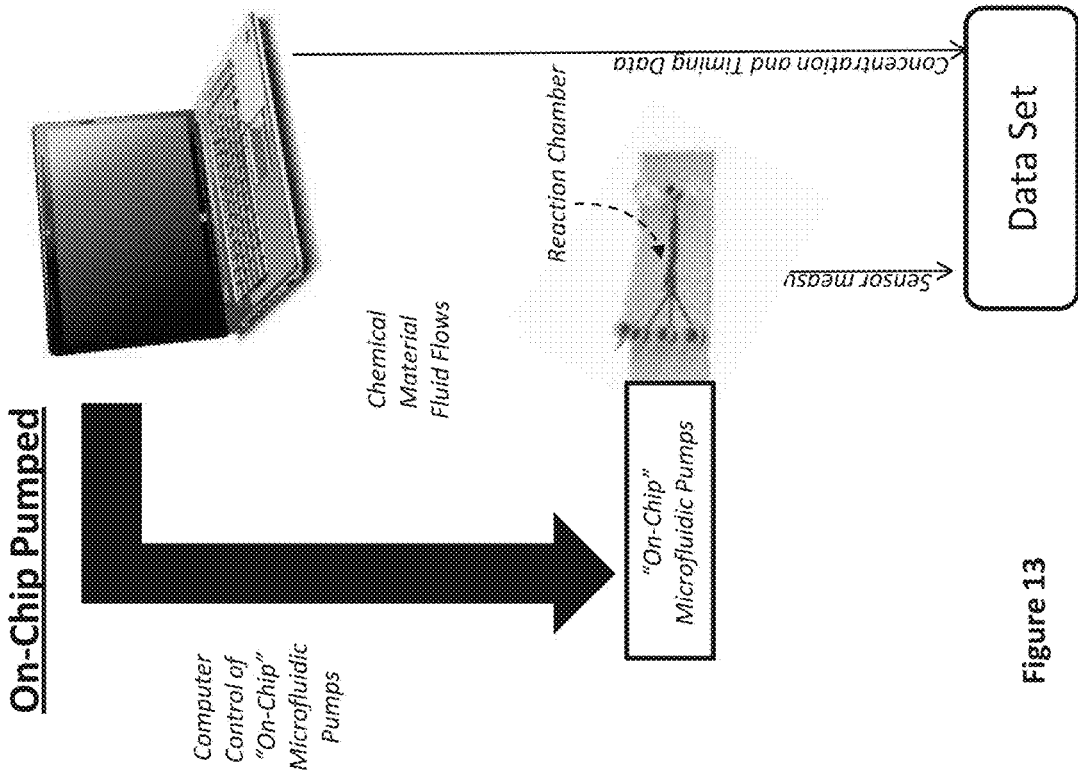 On-Chip Pumped
Computer
Control of
"On-Chip"
Microfluidic
Pumps
Chemical
Material
Fluid Flows
"On-Chip"
Microfluidic Pumps
Reaction Chamber
Sensor measu
Concentration and Timing Data
Data Set
Figure 13